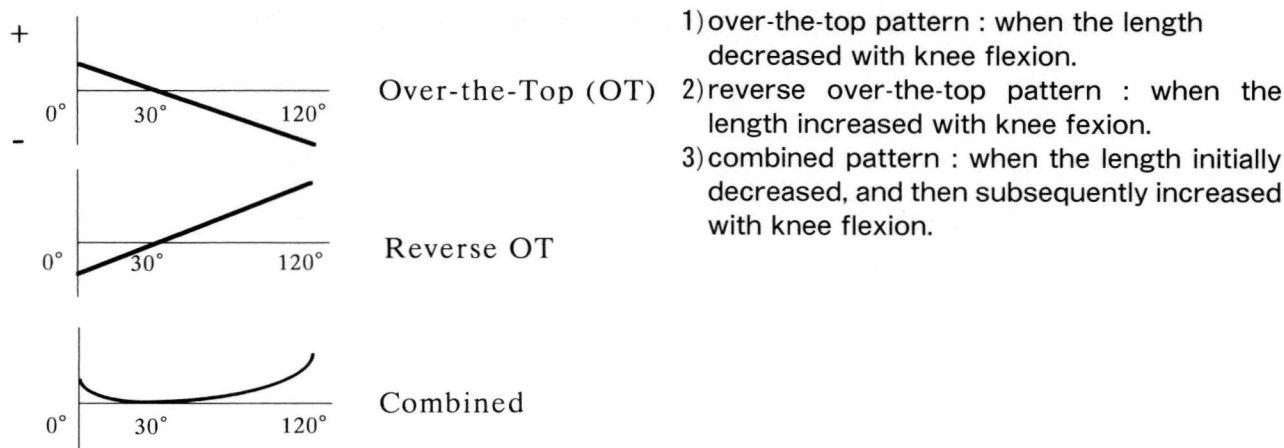 +
0°
30°
120°
-
Over-the-Top (OT)
0°
30°
120°
Reverse OT
0°
30°
120°
Combined
1) over-the-top pattern : when the length
decreased with knee flexion.
2) reverse over-the-top pattern : when the
length increased with knee fexion.
3) combined pattern : when the length initially
decreased, and then subsequently increased
with knee flexion.